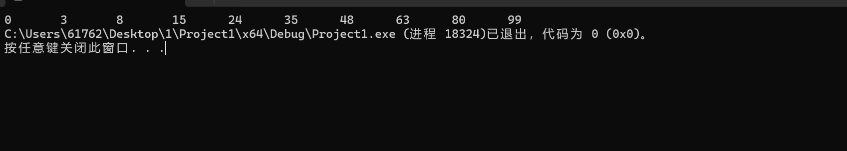 0 3 8 15 24 35 48 63 80 99
C:\Users\61762\Desktop\1\Project1\x64\Debug\Project1.exe (进程 18324)已退出，代码为 0 (0x0)。
按任意键关闭此窗口. . .